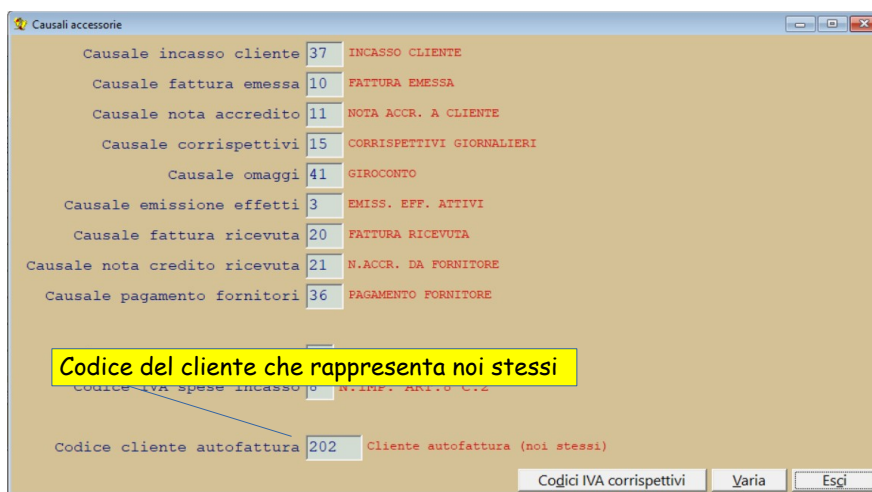 Causali accessorie
Causale incasso cliente 37 INCASSO CLIENTE
Causale fattura emessa 10 FATTURA EMESSA
Causale nota accredito 11 NOTA ACCR. A CLIENTE
Causale corrispettivi 15 CORRISPETTIVI GIORNALIERI
Causale omaggi 41 GIROCONTO
Causale emissione effetti 3 EMISS. EFF. ATTIVI
Causale fattura ricevuta 20 FATTURA RICEVUTA
Causale nota credito ricevuta 21 N.ACCR. DA FORNITORE
Causale pagamento fornitori 36 PAGAMENTO FORNITORE
Codice del cliente che rappresenta noi stessi
Codice IVA spese incasso 8 N.IMP. ART.8 C.2
Codice cliente autofattura 202 Cliente autofattura (noi stessi)
Codici IVA corrispettivi Varia Esci